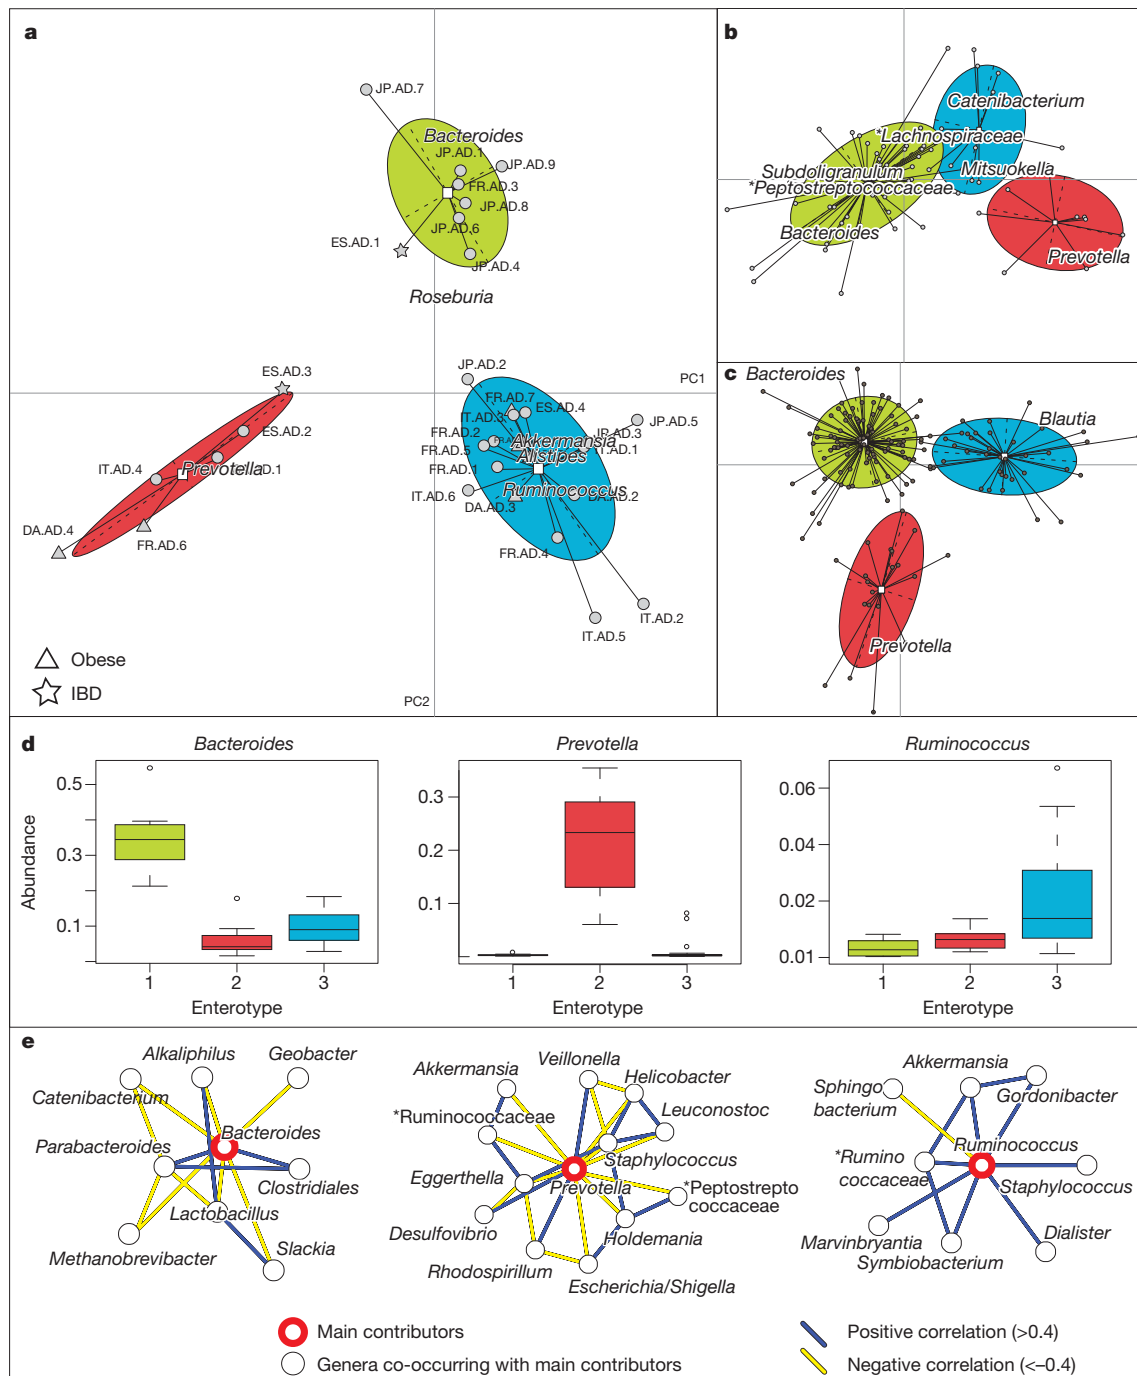 a
JP.AD.7
Bacteroides
JP.AD.1
JP.AD.9
FR.AD.3
JP.AD.8
JP.AD.6
ES.AD.1
JP.AD.4
Roseburia
PC1
ES.AD.3
JP.AD.2
FR.AD.7
IT.AD.3
ES.AD.4
JP.AD.5
ES.AD.2
FR.AD.2
JP.AD.3
Akkermansia
FR.AD.5
Alistipes
IT.AD.1
IT.AD.4
Prevotella
FR.AD.1
IT.AD.6
Ruminococcus
DA.AD.3
DA.AD.4
FR.AD.6
FR.AD.4
IT.AD.5
IT.AD.2
Obese
IBD
PC2
b
Catenibacterium
*Lachnospiraceae
Subdoligranulum
Mitsuokella
*Peptostreptococcaceae
Bacteroides
Prevotella
c
Bacteroides
Blautia
Prevotella
d
Bacteroides
Prevotella
Ruminococcus
Abundance
0.5
0.3
0.1
1 2 3
Enterotype
0.3
0.2
0.1
1 2 3
Enterotype
0.06
0.04
0.02
0.01
1 2 3
Enterotype
e
Alkaliphilus
Geobacter
Catenibacterium
Bacteroides
Parabacteroides
Clostridiales
Lactobacillus
Methanobrevibacter
Slackia
Akkermansia
Veillonella
Helicobacter
*Ruminocoocaceae
Leuconostoc
Staphylococcus
Eggerthella
Prevotella
*Peptostrepto
coccaceae
Desulfovibrio
Holdemania
Rhodospirillum
Escherichia/Shigella
Akkermansia
Sphingo
bacterium
Gordonibacter
Ruminococcus
*Rumino
coccaceae
Staphylococcus
Marvinbryantia
Dialister
Symbiobacterium
Main contributors
Genera co-occurring with main contributors
Positive correlation (>0.4)
Negative correlation (<–0.4)